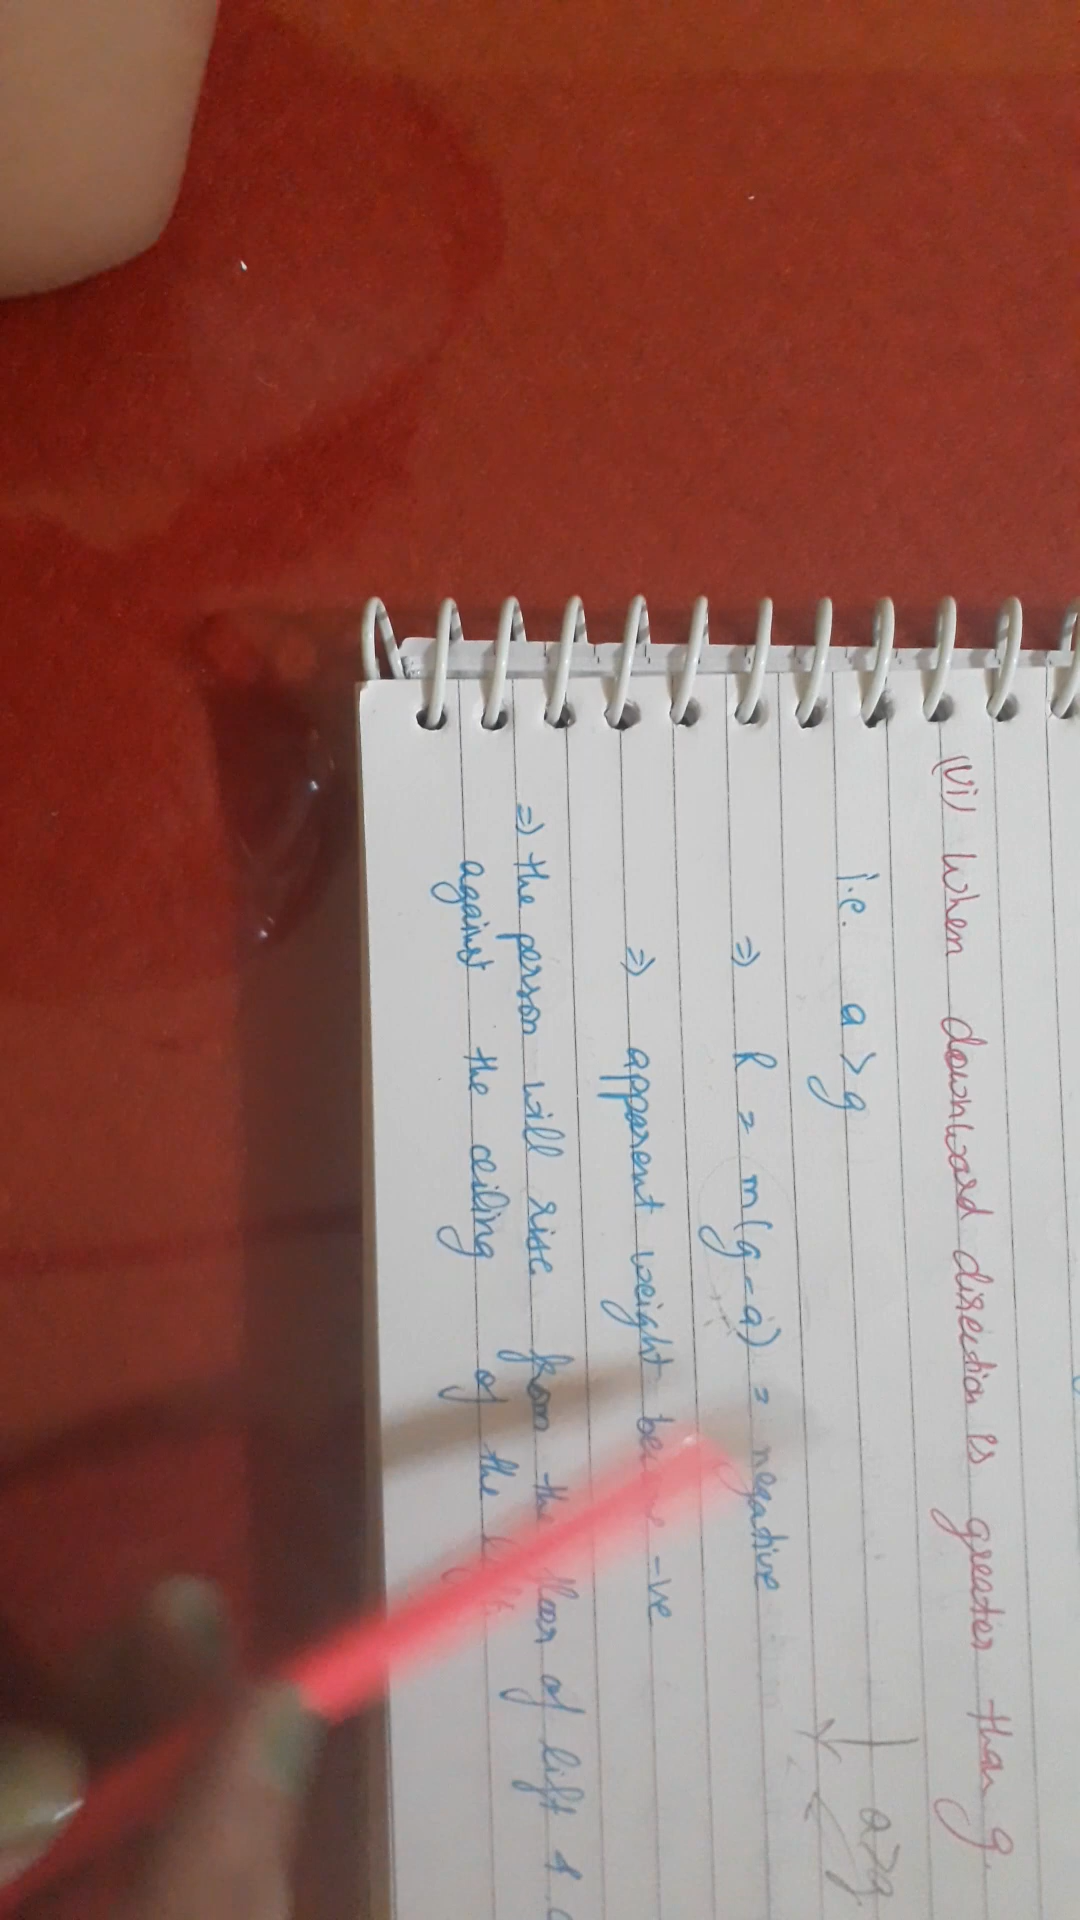 (vi) When downward direction is greater than g.
i.e. a>g
a>g
=) R = m(g-a) = negative
=) apparent weight -ve
=) the person will rise from the floor of lift &
against the ceiling of the